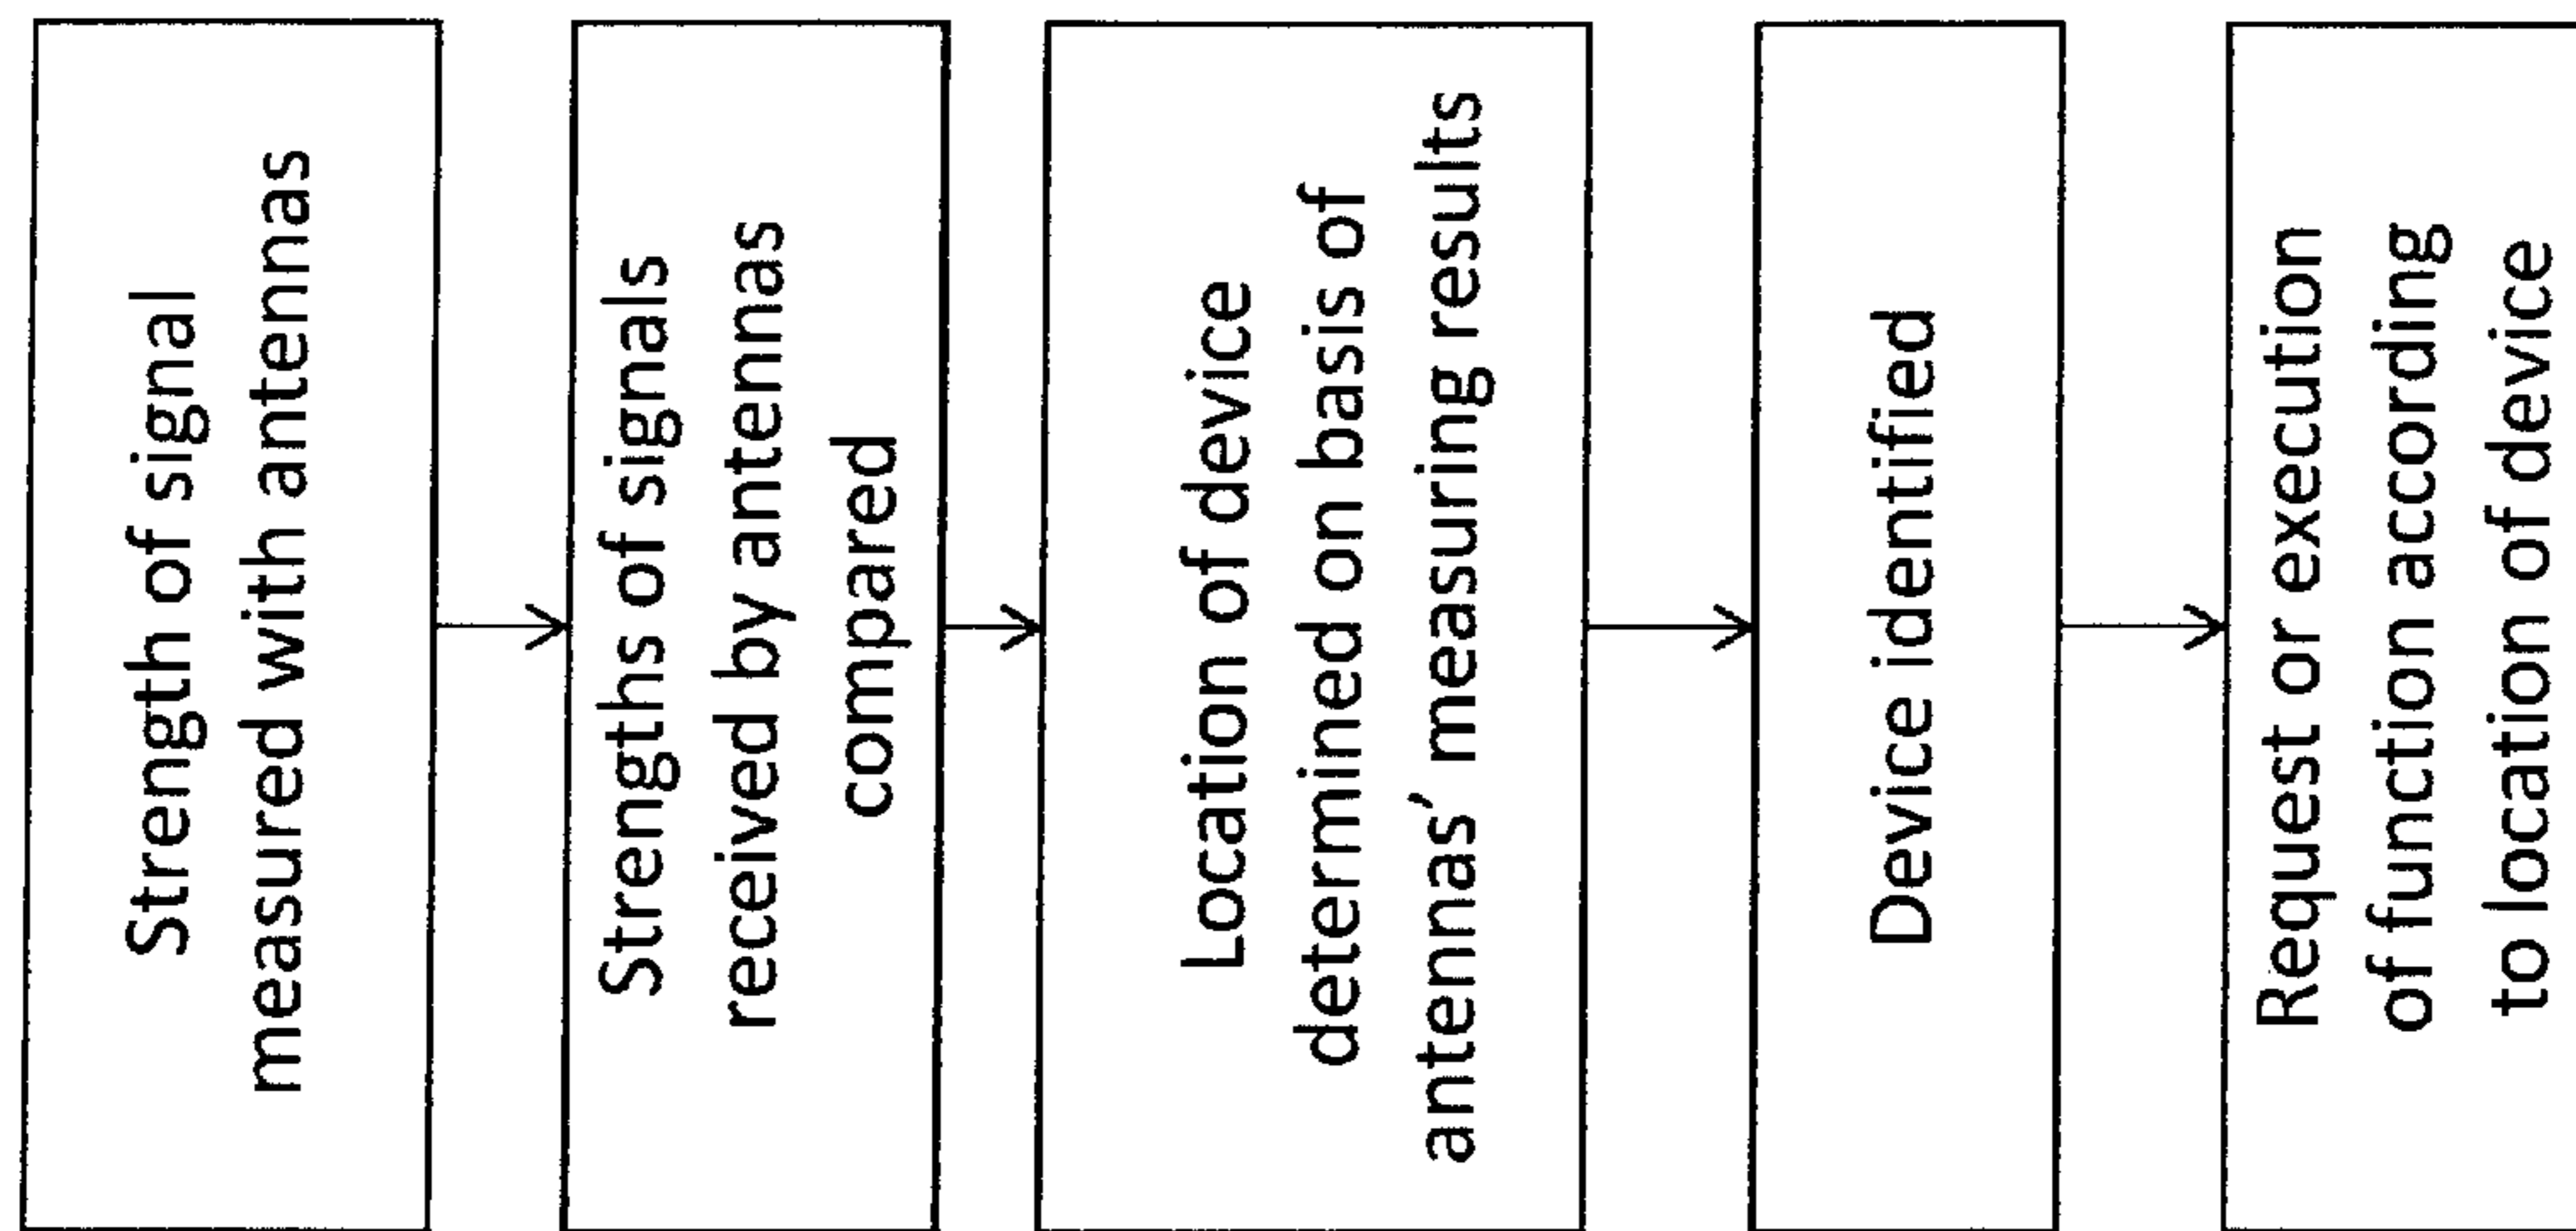 Strength of signal
measured with antennas
Strengths of signals
received by antennas
compared
Location of device
determined on basis of
antennas’ measuring results
Device identified
Request or execution
of function according
to location of device